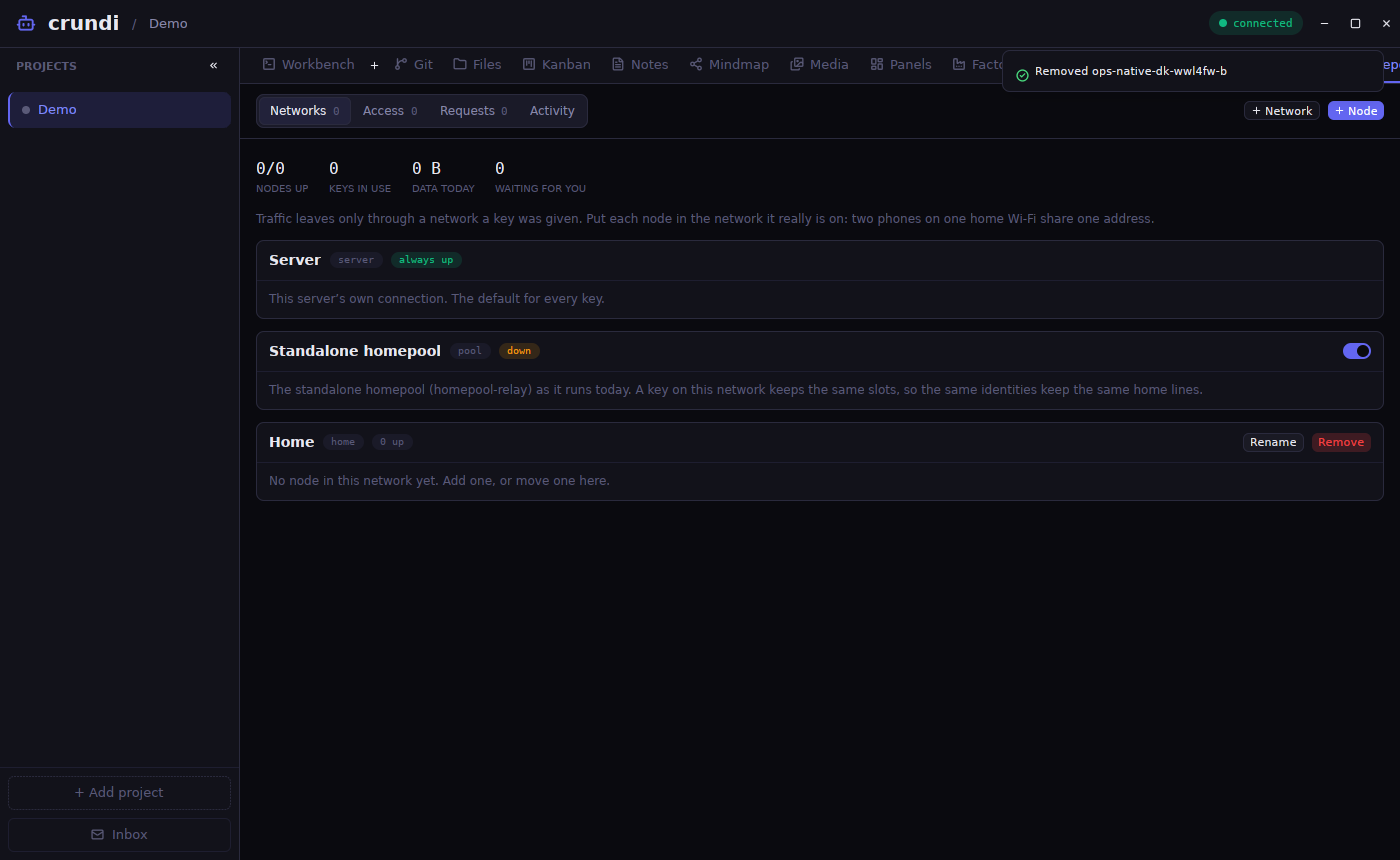 crundi / Demo
connected
PROJECTS «
Demo
Workbench + Git Files Kanban Notes Mindmap Media Panels
Removed ops-native-dk-wwl4fw-b
Networks 0 Access 0 Requests 0 Activity
+ Network + Node
0/0 0 0 B 0
NODES UP KEYS IN USE DATA TODAY WAITING FOR YOU
Traffic leaves only through a network a key was given. Put each node in the network it really is on: two phones on one home Wi-Fi share one address.
Server server always up
This server’s own connection. The default for every key.
Standalone homepool pool down
The standalone homepool (homepool-relay) as it runs today. A key on this network keeps the same slots, so the same identities keep the same home lines.
Home home 0 up Rename Remove
No node in this network yet. Add one, or move one here.
+ Add project
Inbox